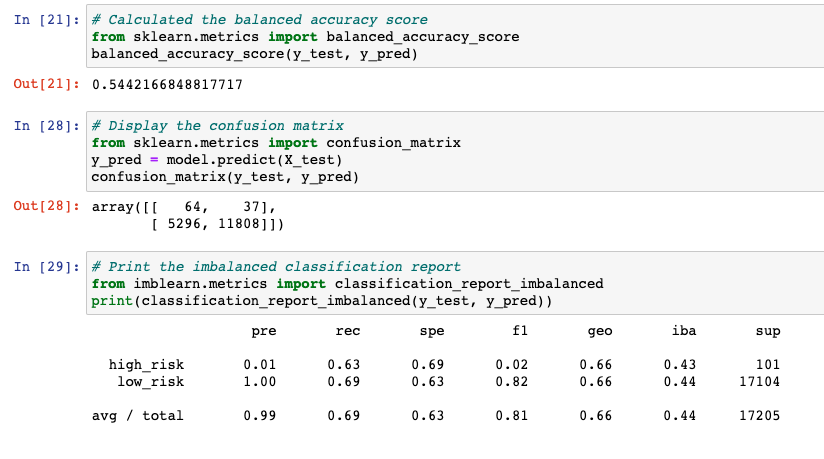 In [21]: # Calculated the balanced accuracy score
from sklearn.metrics import balanced_accuracy_score
balanced_accuracy_score(y_test, y_pred)
Out[21]: 0.5442166848817717
In [28]: # Display the confusion matrix
from sklearn.metrics import confusion_matrix
y_pred = model.predict(X_test)
confusion_matrix(y_test, y_pred)
Out[28]: array([[   64,    37],
       [ 5296, 11808]])
In [29]: # Print the imbalanced classification report
from imblearn.metrics import classification_report_imbalanced
print(classification_report_imbalanced(y_test, y_pred))
pre rec spe f1 geo iba sup
high_risk 0.01 0.63 0.69 0.02 0.66 0.43 101
low_risk 1.00 0.69 0.63 0.82 0.66 0.44 17104
avg / total 0.99 0.69 0.63 0.81 0.66 0.44 17205